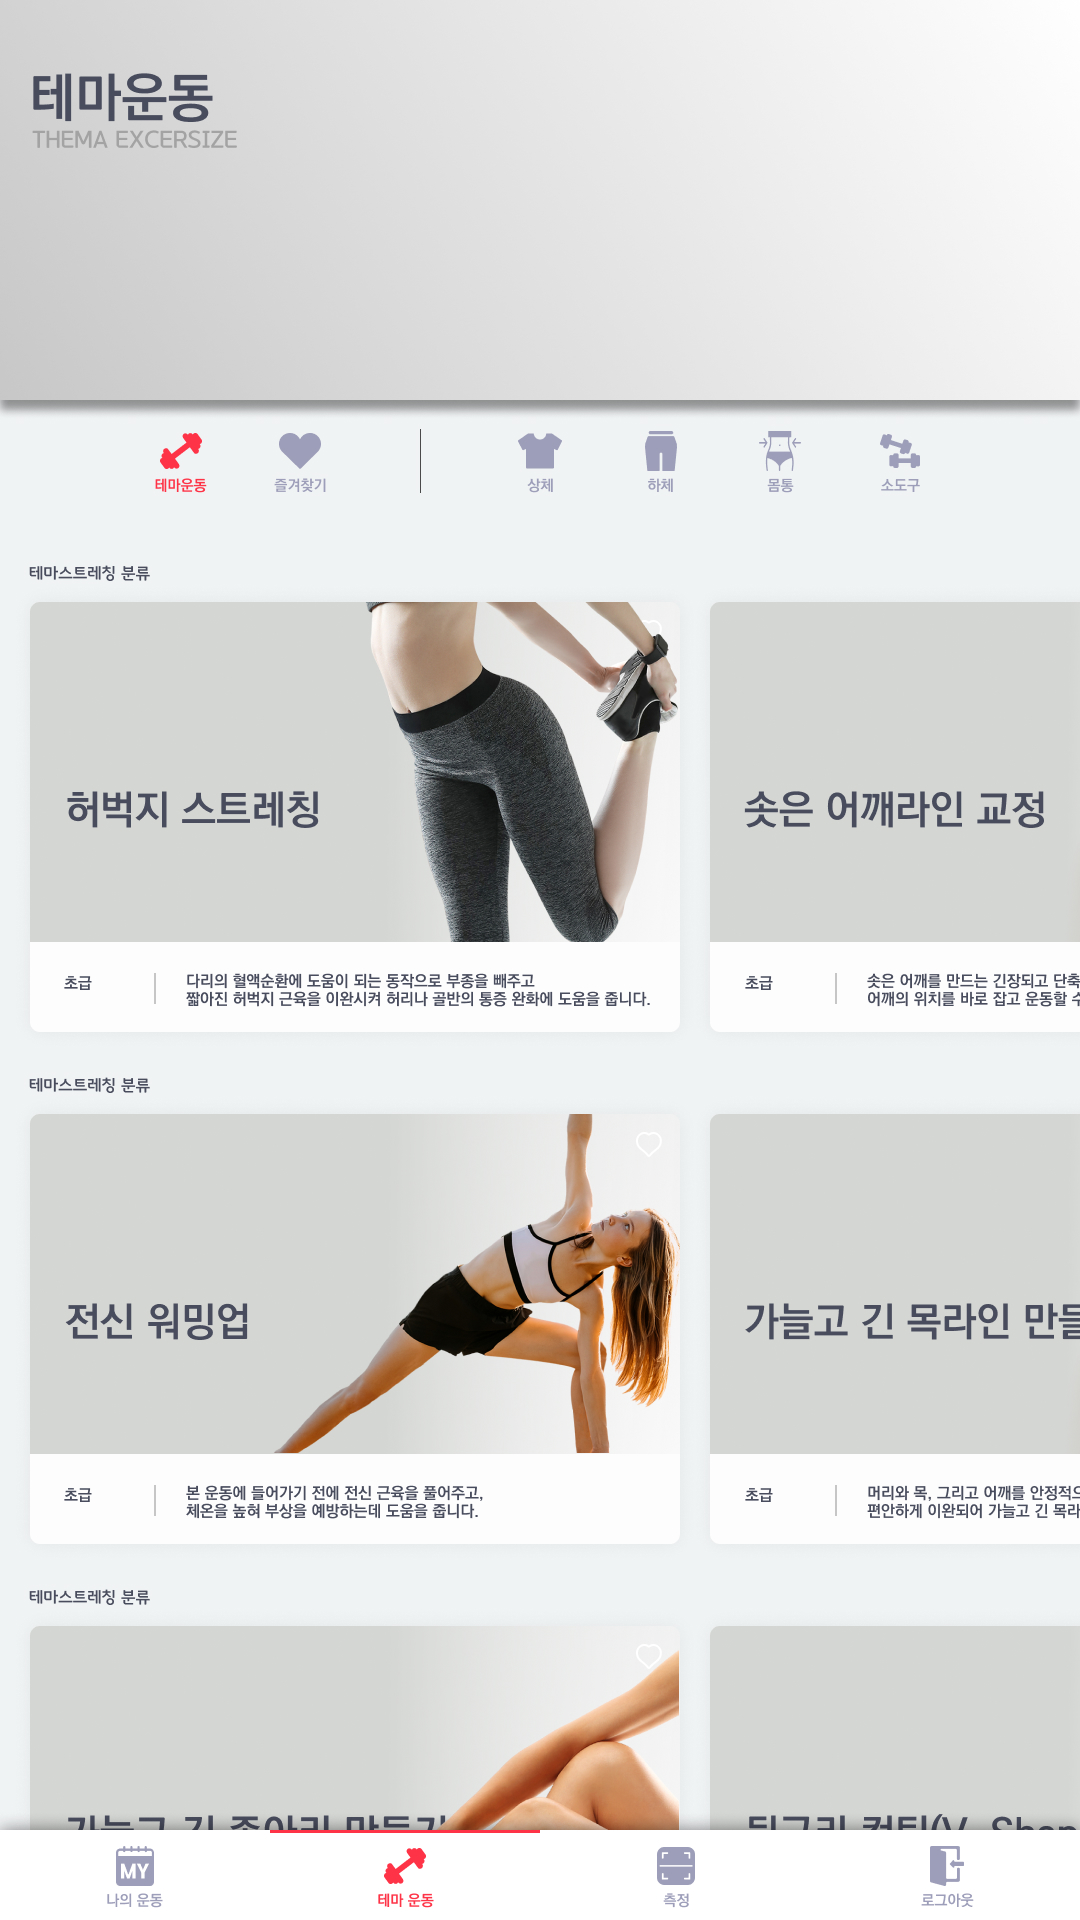 테마운동
THEMA EXCERSIZE
테마운동
즐겨찾기
상체
하체
몸통
소도구
테마스트레칭 분류
허벅지 스트레칭
솟은 어깨라인 교정
초급
다리의 혈액순환에 도움이 되는 동작으로 부종을 빼주고
짧아진 허벅지 근육을 이완시켜 허리나 골반의 통증 완화에 도움을 줍니다.
초급
솟은 어깨를 만드는 긴장되고 단축
어깨의 위치를 바로 잡고 운동할 수
테마스트레칭 분류
전신 워밍업
가늘고 긴 목라인 만들
초급
본 운동에 들어가기 전에 전신 근육을 풀어주고,
체온을 높혀 부상을 예방하는데 도움을 줍니다.
초급
머리와 목, 그리고 어깨를 안정적으
편안하게 이완되어 가늘고 긴 목라
테마스트레칭 분류
가늘고 긴 종아리 만들기
MY
나의 운동
테마 운동
측정
로그아웃